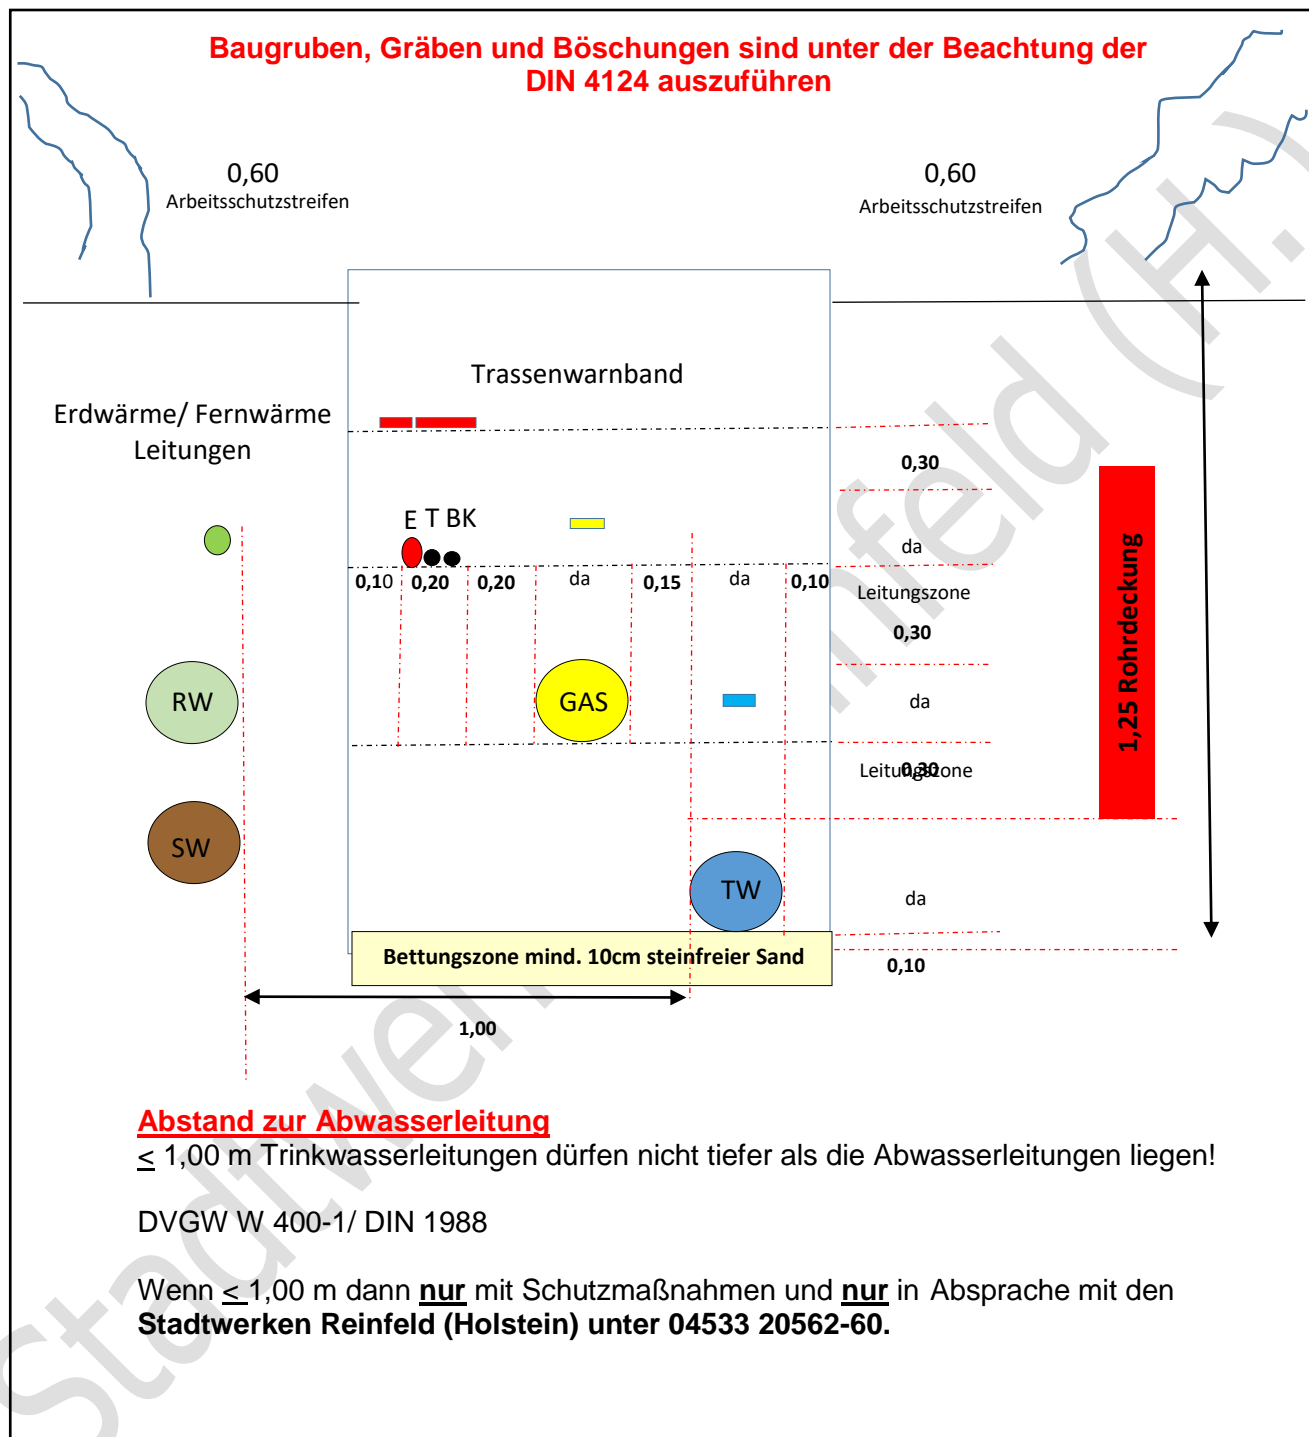 Baugruben, Gräben und Böschungen sind unter der Beachtung der
DIN 4124 auszuführen
0,60
Arbeitsschutzstreifen
0,60
Arbeitsschutzstreifen
Trassenwarnband
Erdwärme/ Fernwärme
Leitungen
0,30
E T BK
da
0,10 0,20 0,20 da 0,15 da 0,10
Leitungszone
0,30
RW
GAS
da
1,25 Rohrdeckung
Leitungszone
0,30
SW
TW
da
Bettungszone mind. 10cm steinfreier Sand
0,10
1,00
Abstand zur Abwasserleitung
< 1,00 m Trinkwasserleitungen dürfen nicht tiefer als die Abwasserleitungen liegen!
DVGW W 400-1/ DIN 1988
Wenn < 1,00 m dann nur mit Schutzmaßnahmen und nur in Absprache mit den
Stadtwerken Reinfeld (Holstein) unter 04533 20562-60.